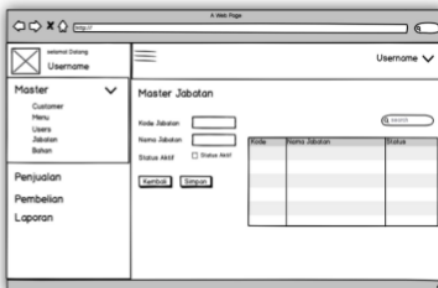 A Web Page
http://
selamat Datang
Username
Username
Master
Customer
Menu
Users
Jabatan
Bahan
Penjualan
Pembelian
Laporan
Master Jabatan
Kode Jabatan
Nama Jabatan
Status Aktif
Status Aktif
Kembali
Simpan
search
Kode
Nama Jabatan
Status